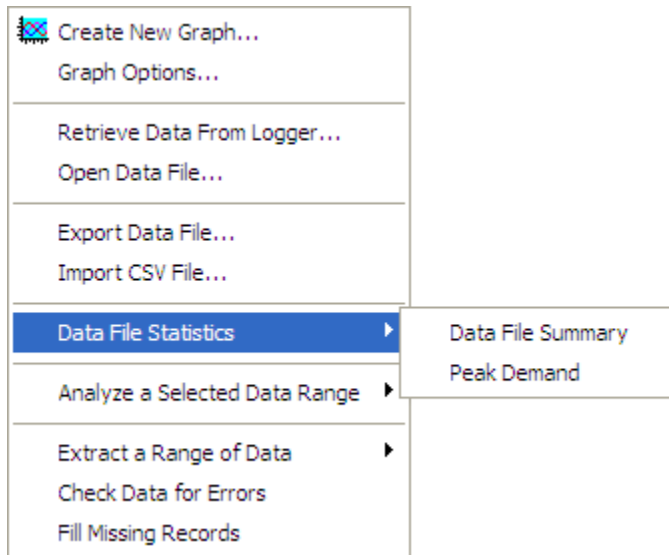 Create New Graph...
Graph Options...
Retrieve Data From Logger...
Open Data File...
Export Data File...
Import CSV File...
Data File Statistics
Data File Summary
Peak Demand
Analyze a Selected Data Range
Extract a Range of Data
Check Data for Errors
Fill Missing Records